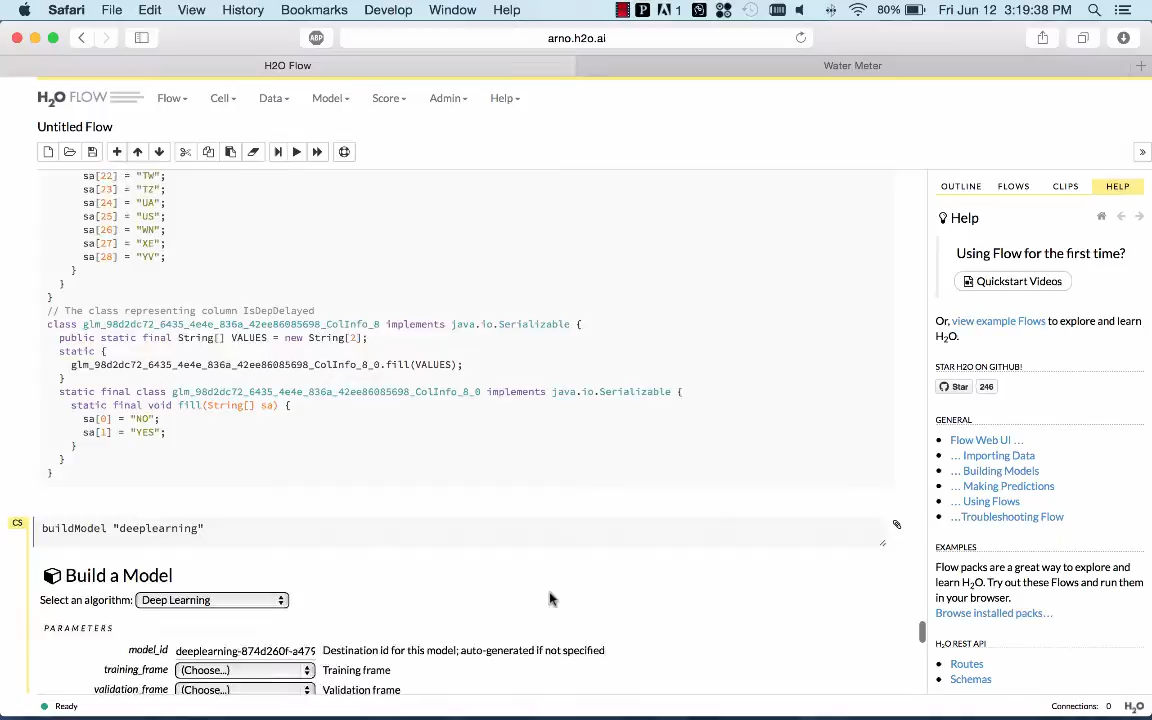 Safari File Edit View History Bookmarks Develop Window Help 1 80% Fri Jun 12 3:19:38 PM
ABP arno.h2o.ai
H2O Flow Water Meter
H2O FLOW Flow Cell Data Model Score Admin Help
Untitled Flow
sa[22] = "TW";
sa[23] = "TZ";
sa[24] = "UA";
sa[25] = "US";
sa[26] = "WN";
sa[27] = "XE";
sa[28] = "YV";
}
}
}
// The class representing column IsDepDelayed
class glm_98d2dc72_6435_4e4e_836a_42ee86085698_ColInfo_8 implements java.io.Serializable {
public static final String[] VALUES = new String[2];
static {
glm_98d2dc72_6435_4e4e_836a_42ee86085698_ColInfo_8_0.fill(VALUES);
}
static final class glm_98d2dc72_6435_4e4e_836a_42ee86085698_ColInfo_8_0 implements java.io.Serializable {
static final void fill(String[] sa) {
sa[0] = "NO";
sa[1] = "YES";
}
}
}
CS
buildModel "deeplearning"
Build a Model
Select an algorithm: Deep Learning
PARAMETERS
model_id deeplearning-874d260f-a479 Destination id for this model; auto-generated if not specified
training_frame (Choose...) Training frame
validation_frame (Choose...) Validation frame
OUTLINE FLOWS CLIPS HELP
Help
Using Flow for the first time?
Quickstart Videos
Or, view example Flows to explore and learn
H2O.
STAR H2O ON GITHUB!
Star 246
GENERAL
Flow Web UI ...
... Importing Data
... Building Models
... Making Predictions
... Using Flows
...Troubleshooting Flow
EXAMPLES
Flow packs are a great way to explore and
learn H2O. Try out these Flows and run them
in your browser.
Browse installed packs...
H2O REST API
Routes
Schemas
Ready Connections: 0 H2O